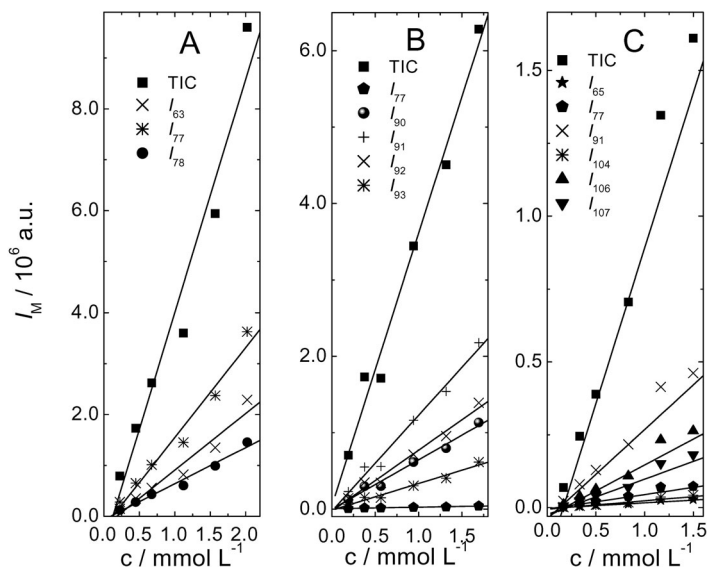 A
TIC
I63
I77
I78
9.0
6.0
4.0
2.0
0.0
0.0 0.5 1.0 1.5 2.0
c / mmol L-1
IM / 10^6 a.u.
B
TIC
I77
I90
I91
I92
I93
6.0
4.0
2.0
0.0
0.0 0.5 1.0 1.5
c / mmol L-1
C
TIC
I65
I77
I91
I104
I106
I107
1.5
1.0
0.5
0.0
0.0 0.5 1.0 1.5
c / mmol L-1